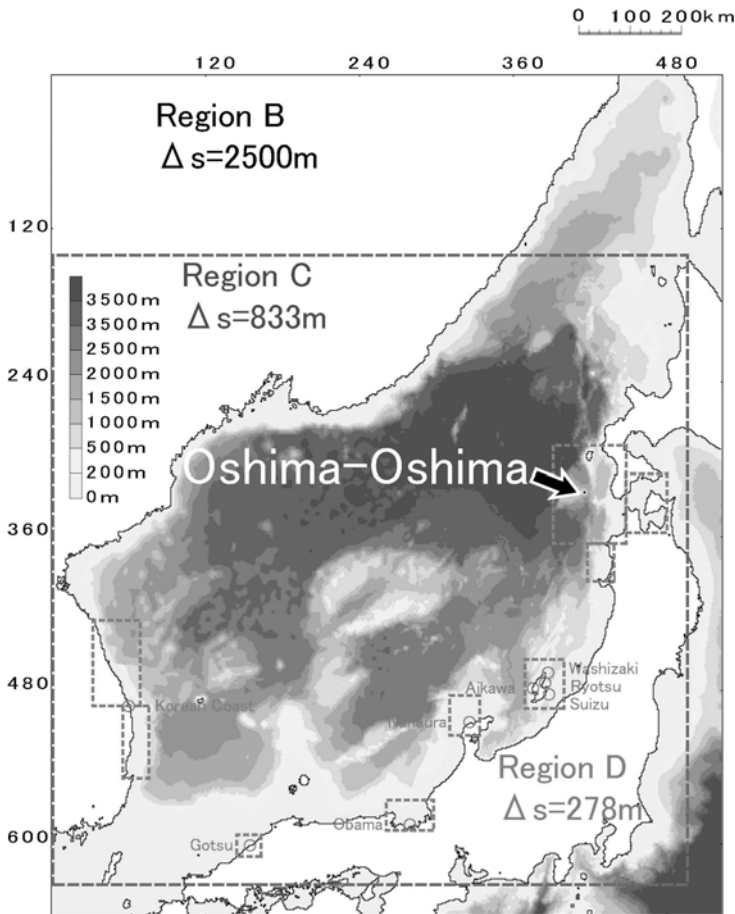 0 100 200km
120 240 360 480
Region B
Δs=2500m
120
Region C
Δs=833m
3500m
3500m
2500m
2000m
1500m
1000m
500m
200m
0m
240
Oshima-Oshima
360
480
Washizaki
Aikawa
Ryotsu
Suizu
Korean Coast
Region D
Δs=278m
Obama
600
Gotsu